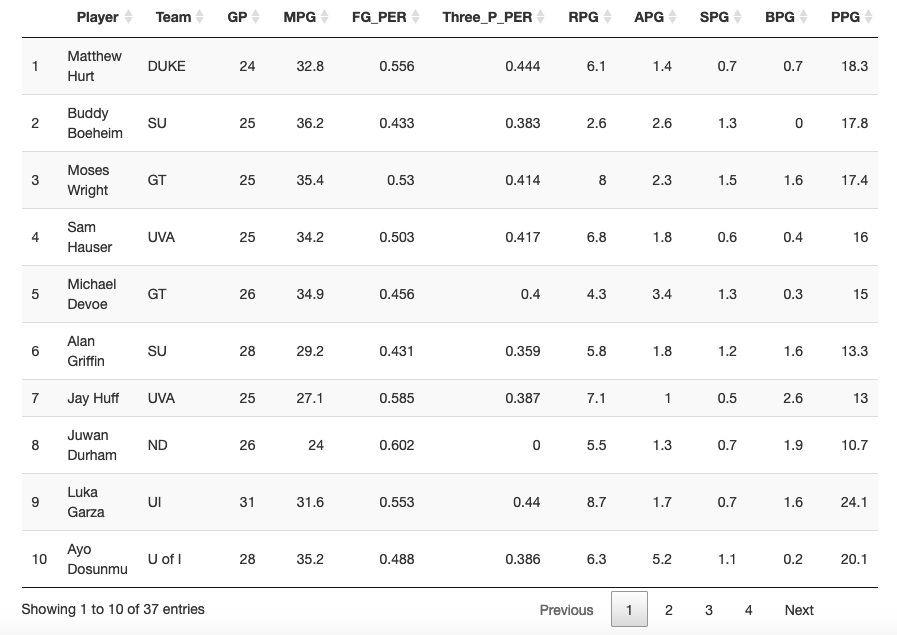 Player Team GP MPG FG_PER Three_P_PER RPG APG SPG BPG PPG
1 Matthew Hurt DUKE 24 32.8 0.556 0.444 6.1 1.4 0.7 0.7 18.3
2 Buddy Boeheim SU 25 36.2 0.433 0.383 2.6 2.6 1.3 0 17.8
3 Moses Wright GT 25 35.4 0.53 0.414 8 2.3 1.5 1.6 17.4
4 Sam Hauser UVA 25 34.2 0.503 0.417 6.8 1.8 0.6 0.4 16
5 Michael Devoe GT 26 34.9 0.456 0.4 4.3 3.4 1.3 0.3 15
6 Alan Griffin SU 28 29.2 0.431 0.359 5.8 1.8 1.2 1.6 13.3
7 Jay Huff UVA 25 27.1 0.585 0.387 7.1 1 0.5 2.6 13
8 Juwan Durham ND 26 24 0.602 0 5.5 1.3 0.7 1.9 10.7
9 Luka Garza UI 31 31.6 0.553 0.44 8.7 1.7 0.7 1.6 24.1
10 Ayo Dosunmu U of I 28 35.2 0.488 0.386 6.3 5.2 1.1 0.2 20.1
Showing 1 to 10 of 37 entries Previous 1 2 3 4 Next